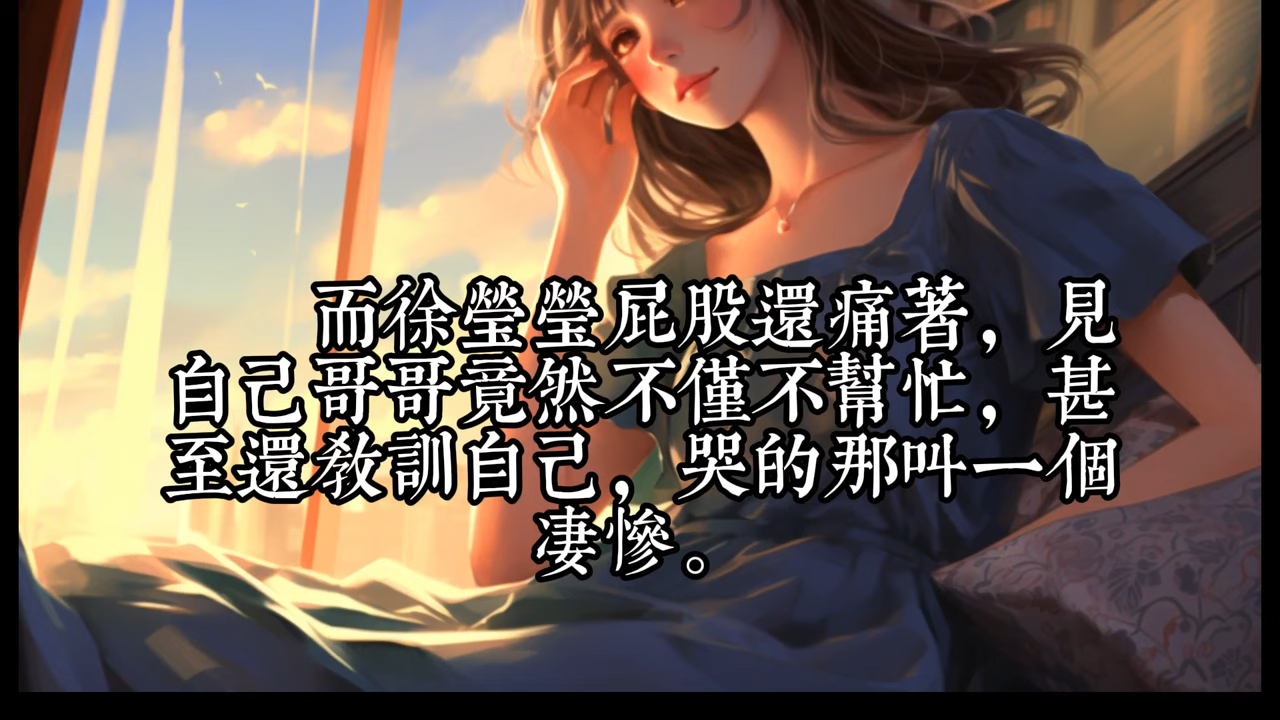 而徐瑩瑩屁股還痛著，見
自己哥哥竟然不僅不幫忙，甚
至還教訓自己，哭的那叫一個
淒慘。